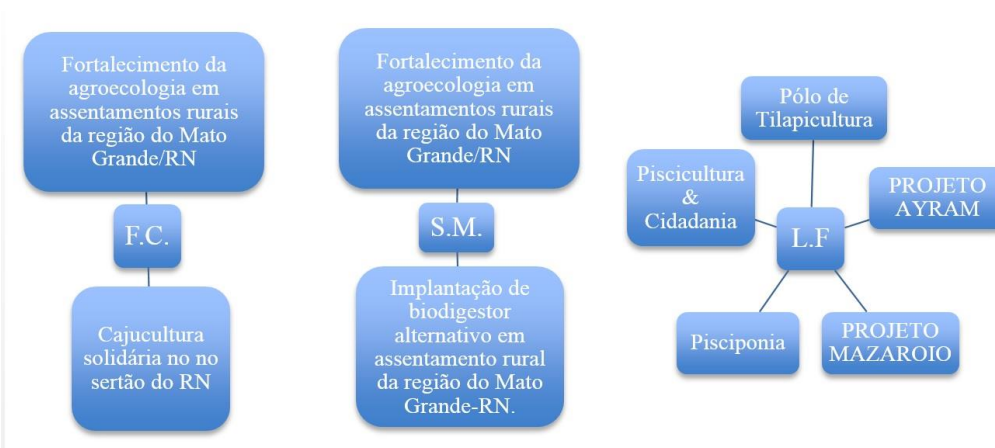 Fortalecimento da
agroecologia em
assentamentos rurais
da região do Mato
Grande/RN
F.C.
Cajucultura
solidária no no
sertão do RN
Fortalecimento da
agroecologia em
assentamentos rurais
da região do Mato
Grande/RN
S.M.
Implantação de
biodigestor
alternativo em
assentamento rural
da região do Mato
Grande-RN.
Pólo de
Tilapicultura
Piscicultura
&
Cidadania
PROJETO
AYRAM
L.F
Pisciponia
PROJETO
MAZAROIO